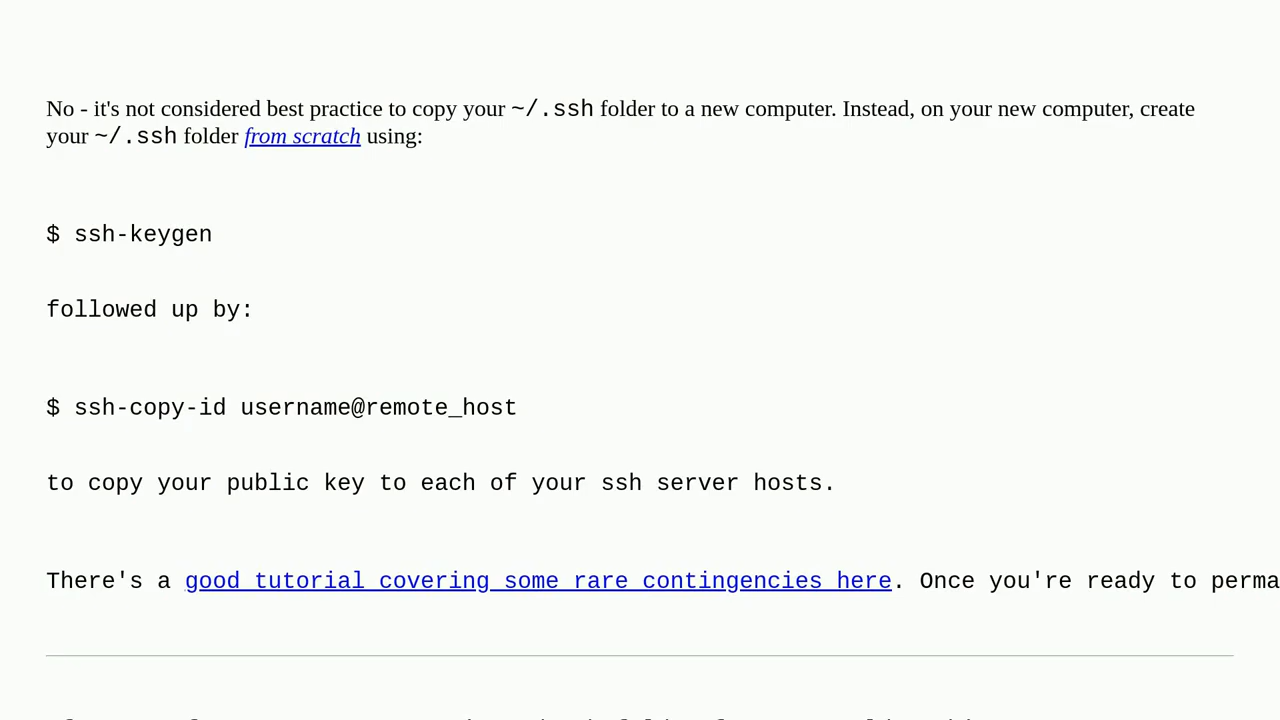 No - it's not considered best practice to copy your ~/.ssh folder to a new computer. Instead, on your new computer, create
your ~/.ssh folder from scratch using:
$ ssh-keygen
followed up by:
$ ssh-copy-id username@remote_host
to copy your public key to each of your ssh server hosts.
There's a good tutorial covering some rare contingencies here. Once you're ready to perma